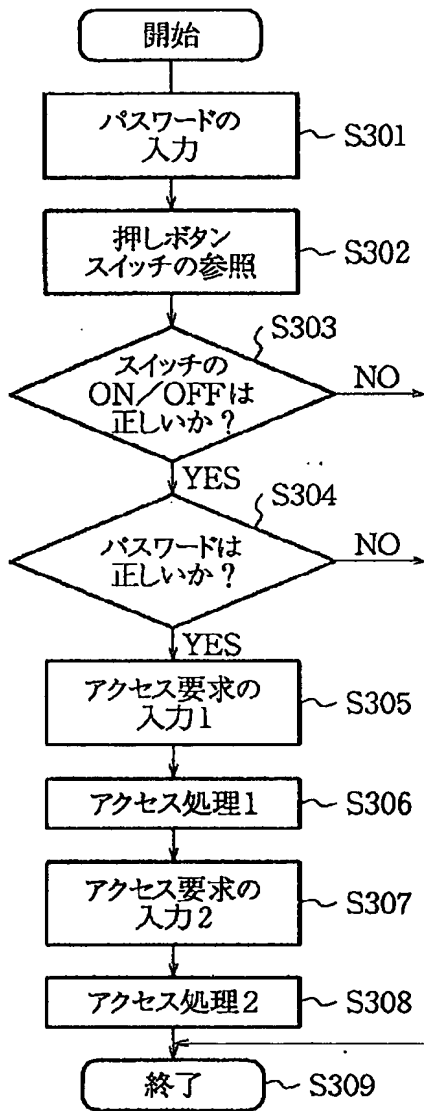 開始
パスワードの
入力
S301
押しボタン
スイッチの参照
S302
S303
スイッチの
ON/OFFは
正しいか?
NO
YES
S304
パスワードは
正しいか?
NO
YES
アクセス要求の
入力1
S305
アクセス処理1
S306
アクセス要求の
入力2
S307
アクセス処理2
S308
終了
S309